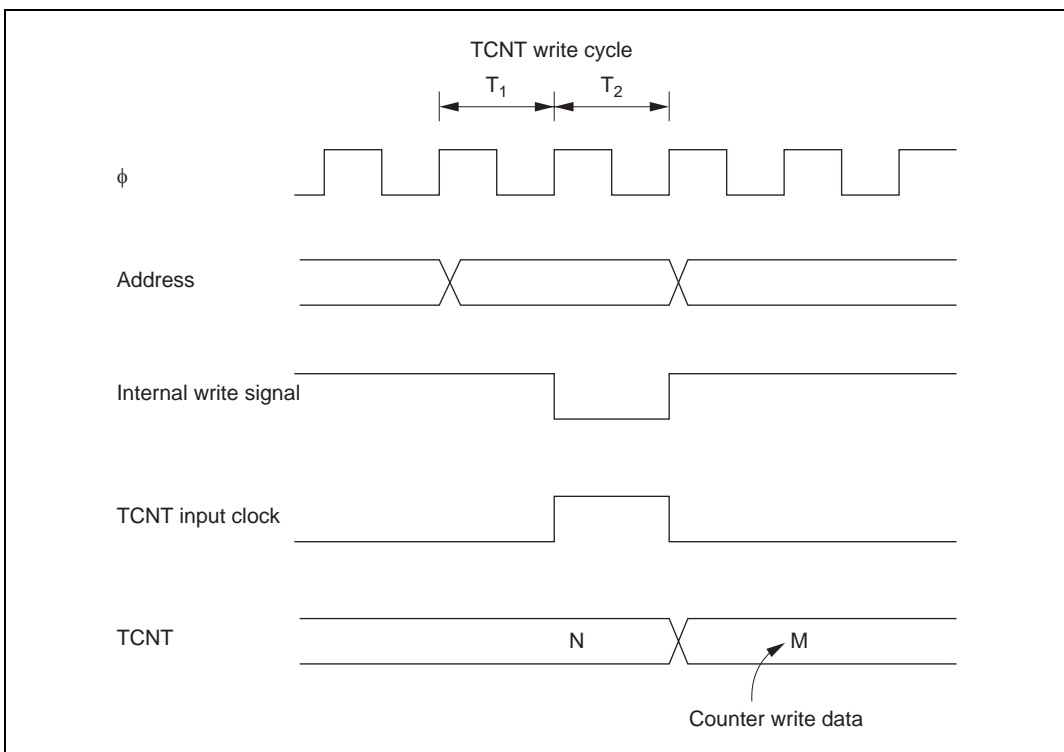 TCNT write cycle
T1 T2
ϕ
Address
Internal write signal
TCNT input clock
TCNT N M
Counter write data